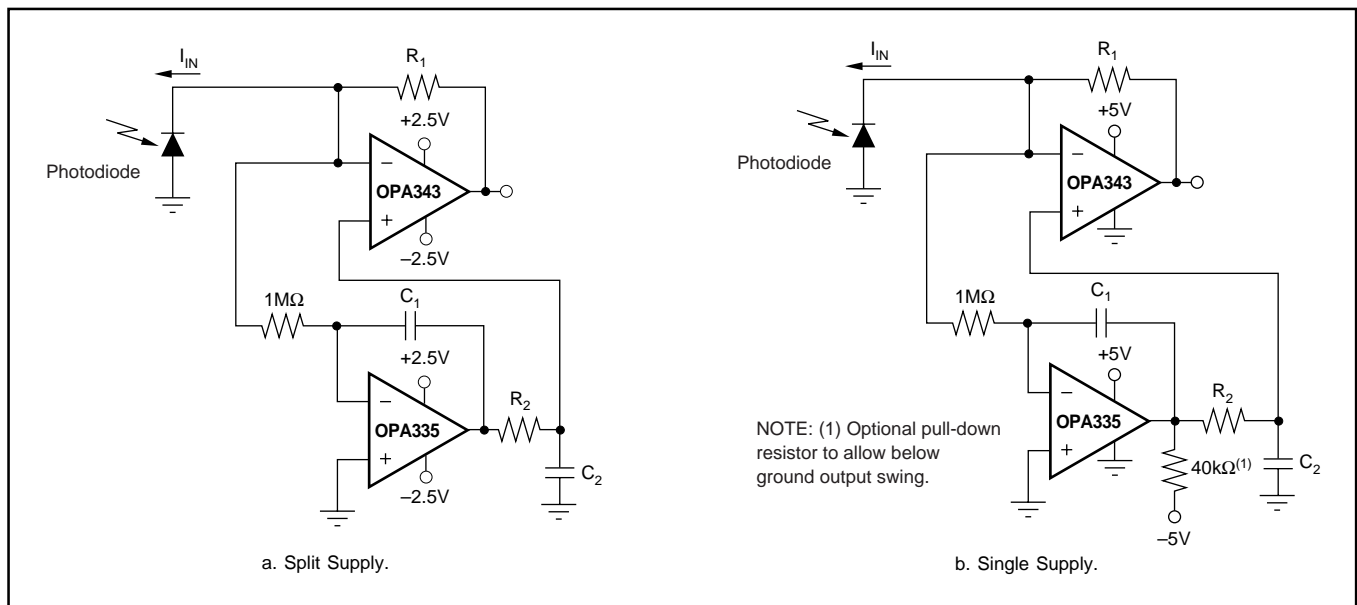 I_IN
R₁
+2.5V
Photodiode
−
OPA343
+
–2.5V
1MΩ
C₁
+2.5V
−
OPA335
+
R₂
C₂
–2.5V
a. Split Supply.
I_IN
R₁
+5V
Photodiode
−
OPA343
+
1MΩ
C₁
+5V
−
OPA335
+
R₂
C₂
40kΩ⁽¹⁾
–5V
NOTE: (1) Optional pull-down
resistor to allow below
ground output swing.
b. Single Supply.